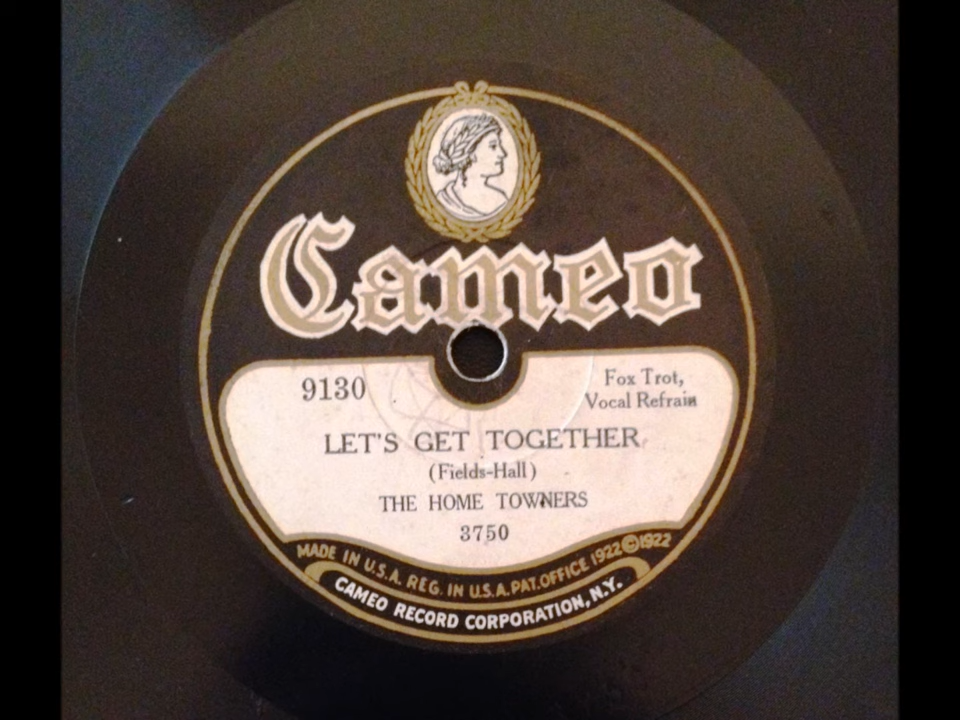 Cameo
9130
Fox Trot,
Vocal Refrain
LET'S GET TOGETHER
(Fields-Hall)
THE HOME TOWNERS
3750
MADE IN U.S.A. REG. IN U.S.A. PAT. OFFICE 1922 © 1922
CAMEO RECORD CORPORATION, N.Y.